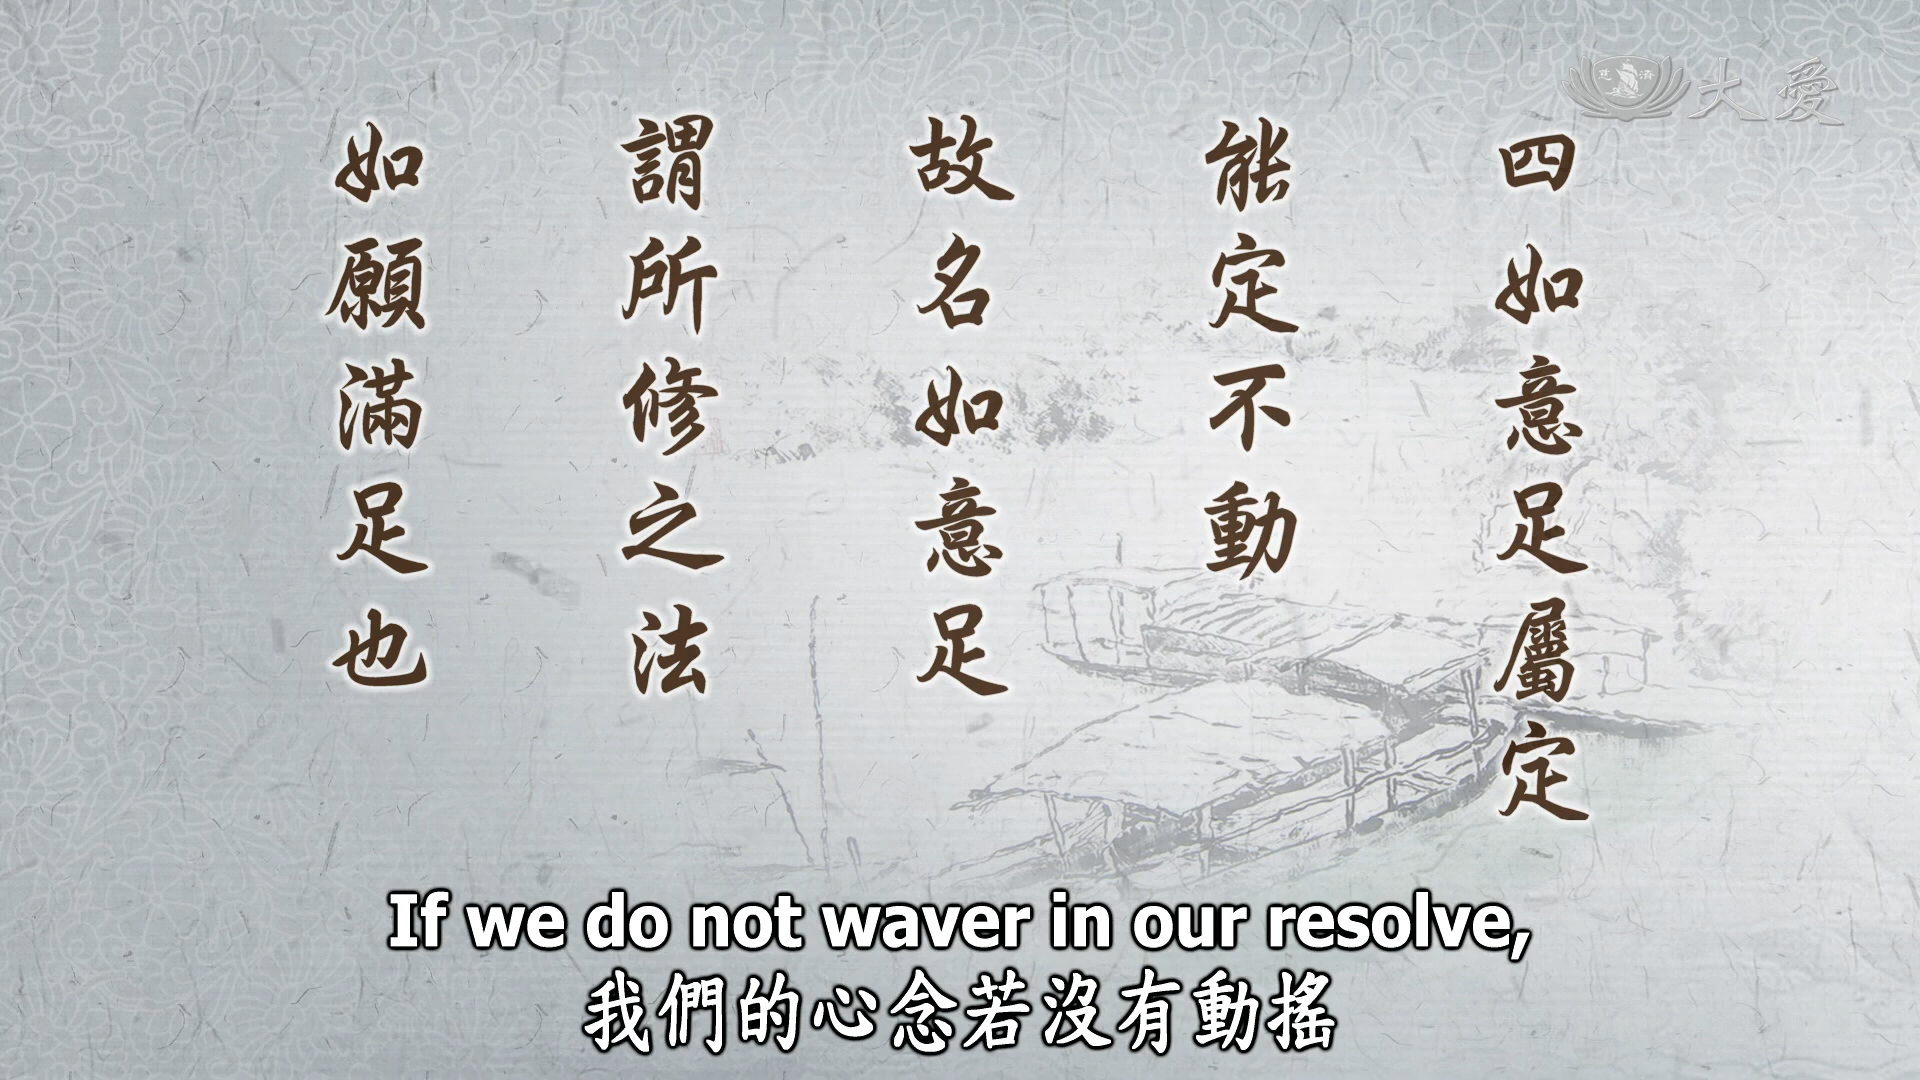 慈濟
大愛
四如意足屬定
能定不動
故名如意足
謂所修之法
如願滿足也
If we do not waver in our resolve,
我們的心念若沒有動搖